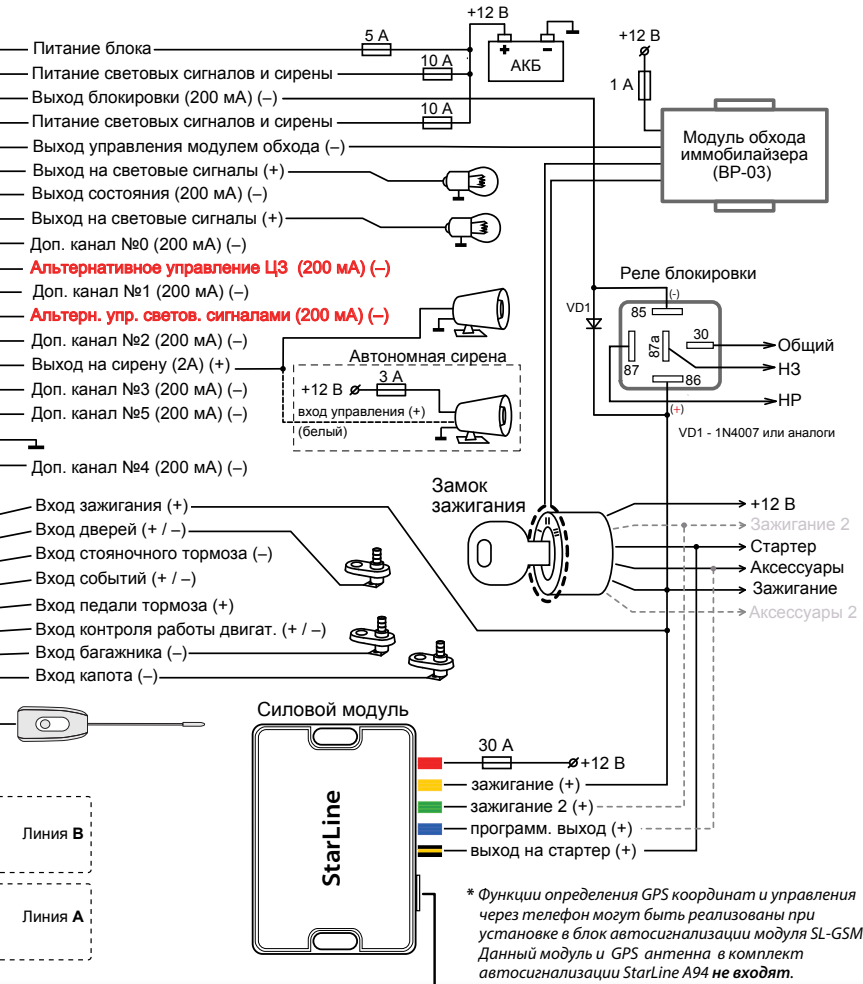 +12 В
5 А
Питание блока
+ −
АКБ
+12 В
10 А
Питание световых сигналов и сирены
1 А
Выход блокировки (200 мА) (–)
10 А
Питание световых сигналов и сирены
Модуль обхода
иммобилайзера
(BP-03)
Выход управления модулем обхода (–)
Выход на световые сигналы (+)
Выход состояния (200 мА) (–)
Выход на световые сигналы (+)
Доп. канал №0 (200 мА) (–)
Альтернативное управление ЦЗ (200 мА) (–)
Доп. канал №1 (200 мА) (–)
Альтерн. упр. светов. сигналами (200 мА) (–)
Доп. канал №2 (200 мА) (–)
Выход на сирену (2А) (+)
Доп. канал №3 (200 мА) (–)
Доп. канал №5 (200 мА) (–)
Доп. канал №4 (200 мА) (–)
Реле блокировки
(-)
VD1
85
30
87a
87
86
(+)
Общий
НЗ
НР
VD1 - 1N4007 или аналоги
Автономная сирена
+12 В
3 А
вход управления (+)
(белый)
Замок
зажигания
I
II
III
+12 В
Зажигание 2
Стартер
Аксессуары
Зажигание
Аксессуары 2
Вход зажигания (+)
Вход дверей (+ / –)
Вход стояночного тормоза (–)
Вход событий (+ / –)
Вход педали тормоза (+)
Вход контроля работы двигат. (+ / –)
Вход багажника (–)
Вход капота (–)
Силовой модуль
StarLine
30 А
+12 В
зажигание (+)
зажигание 2 (+)
программ. выход (+)
выход на стартер (+)
Линия B
Линия A
* Функции определения GPS координат и управления
через телефон могут быть реализованы при
установке в блок автосигнализации модуля SL-GSM
Данный модуль и GPS антенна в комплект
автосигнализации StarLine A94 не входят.